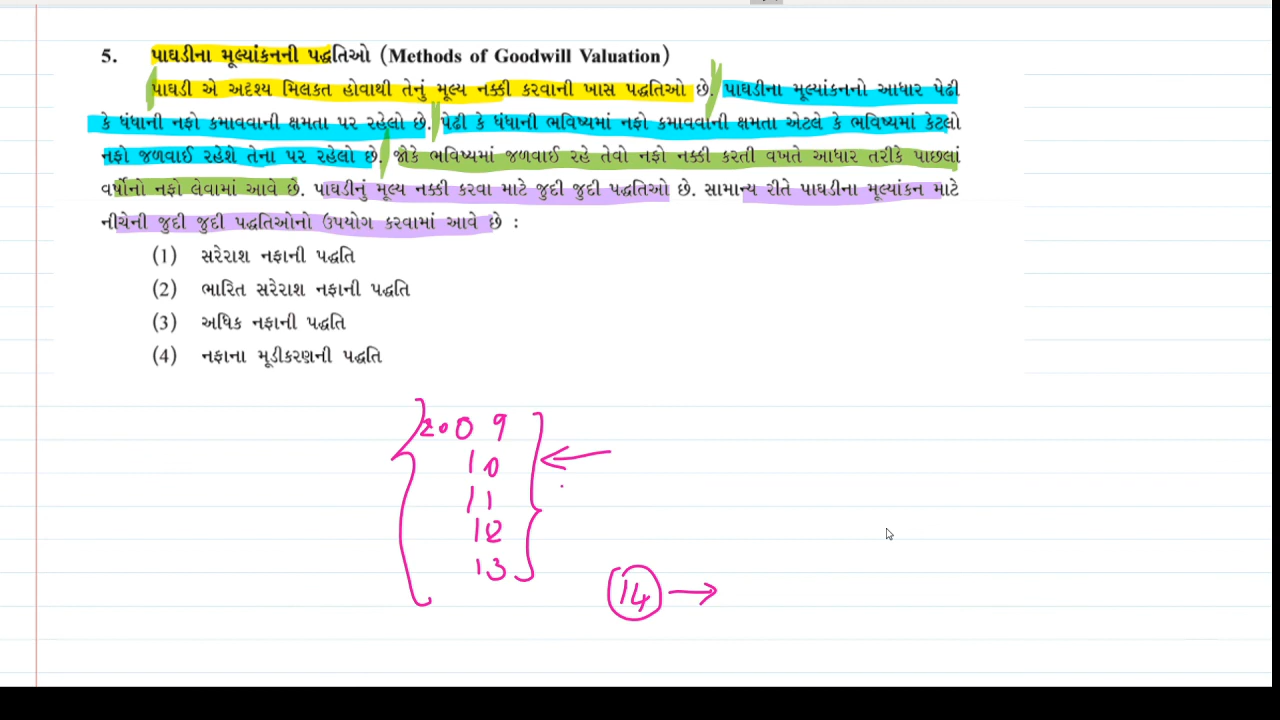 5. પાઘડીના મૂલ્યાંકનની પદ્ધતિઓ (Methods of Goodwill Valuation)
પાઘડી એ અદૃશ્ય મિલકત હોવાથી તેનું મૂલ્ય નક્કી કરવાની ખાસ પદ્ધતિઓ છે. પાઘડીના મૂલ્યાંકનનો આધાર પેઢી
કે ધંધાની નફો કમાવવાની ક્ષમતા પર રહેલો છે. પેઢી કે ધંધાની ભવિષ્યમાં નફો કમાવવાની ક્ષમતા એટલે કે ભવિષ્યમાં કેટલો
નફો જળવાઈ રહેશે તેના પર રહેલો છે. જોકે ભવિષ્યમાં જળવાઈ રહે તેવો નફો નક્કી કરતી વખતે આધાર તરીકે પાછલાં
વર્ષોનો નફો લેવામાં આવે છે. પાઘડીનું મૂલ્ય નક્કી કરવા માટે જુદી જુદી પદ્ધતિઓ છે. સામાન્ય રીતે પાઘડીના મૂલ્યાંકન માટે
નીચેની જુદી જુદી પદ્ધતિઓનો ઉપયોગ કરવામાં આવે છે :
(1) સરેરાશ નફાની પદ્ધતિ
(2) ભારિત સરેરાશ નફાની પદ્ધતિ
(3) અધિક નફાની પદ્ધતિ
(4) નફાના મૂડીકરણની પદ્ધતિ
2009
10
11
12
13
14